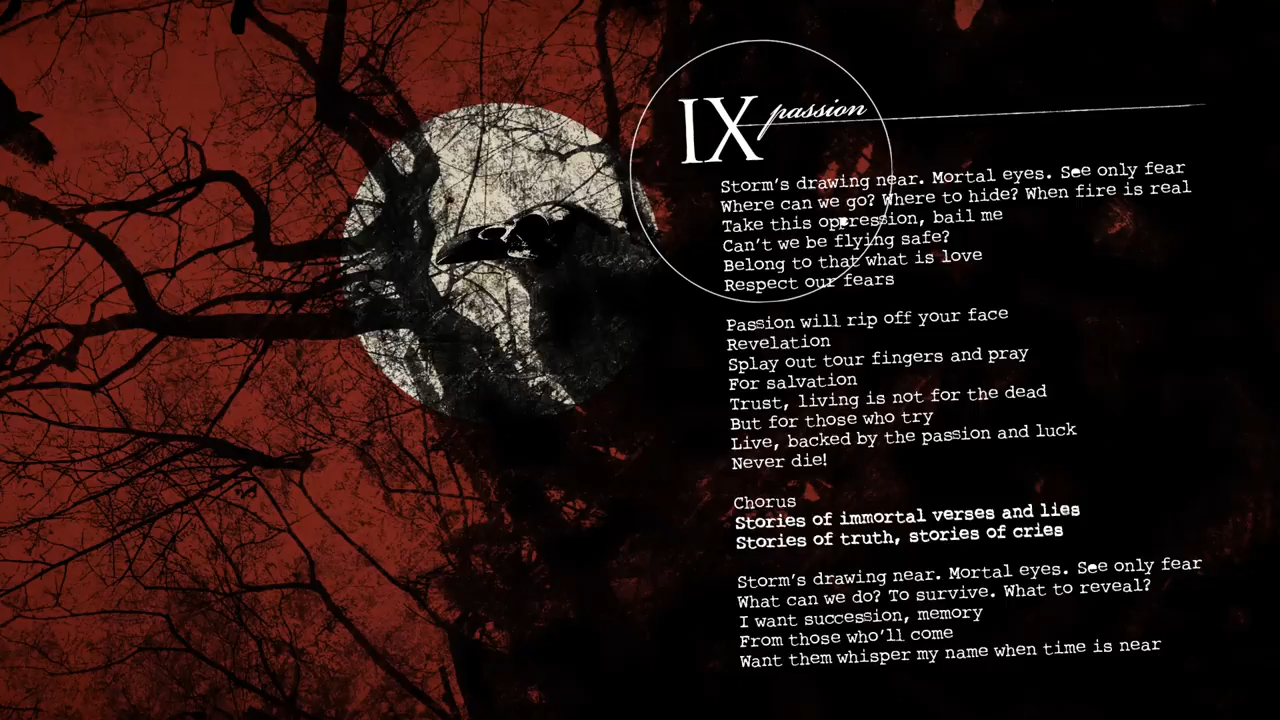 IX passion
Storm's drawing near. Mortal eyes. See only fear
Where can we go? Where to hide? When fire is real
Take this oppression, bail me
Can't we be flying safe?
Belong to that what is love
Respect our fears
Passion will rip off your face
Revelation
Splay out tour fingers and pray
For salvation
Trust, living is not for the dead
But for those who try
Live, backed by the passion and luck
Never die!
Chorus
Stories of immortal verses and lies
Stories of truth, stories of cries
Storm's drawing near. Mortal eyes. See only fear
What can we do? To survive. What to reveal?
I want succession, memory
From those who'll come
Want them whisper my name when time is near